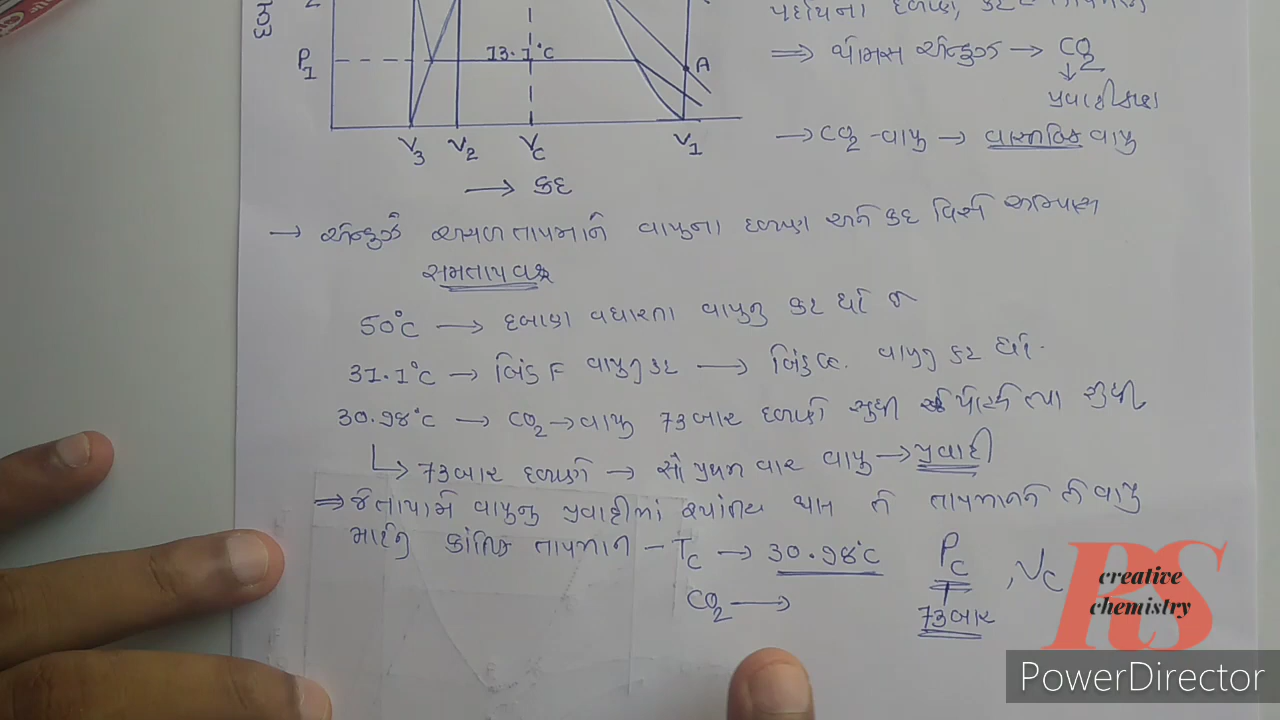 P₁
13.1°C
A
V₃ V₂ Vc V₁
→ કદ
⇒ થોમસ એન્ડ્રુઝ → CO₂
↓
પ્રવાહીકરણ
→ CO₂ -વાયુ → વાસ્તવિક વાયુ
→ એન્ડ્રુઝે અચળ તાપમાને વાયુના દબાણ અને કદ વિશે અભ્યાસ
સમતાપ વક્ર
50°C → દબાણ વધારતા વાયુનું કદ ઘટે જ
31.1°C → બિંદુ F વાયુનું કદ → બિંદુ વાયુનું કદ ઘટે.
30.98°C → CO₂ → વાયુ 73 બાર દબાણ સુધી ત્યા સુધી
↳ 73 બાર દબાણે → સૌ પ્રથમ વાર વાયુ → પ્રવાહી
⇒ જે તાપમાને વાયુનું પ્રવાહીમાં રૂપાંતર થાય તે તાપમાનને તે વાયુ
માટેનું ક્રાંતિક તાપમાન – Tc → 30.98°C Pc , Vc
CO₂ → 73 બાર
RS
creative
chemistry
PowerDirector